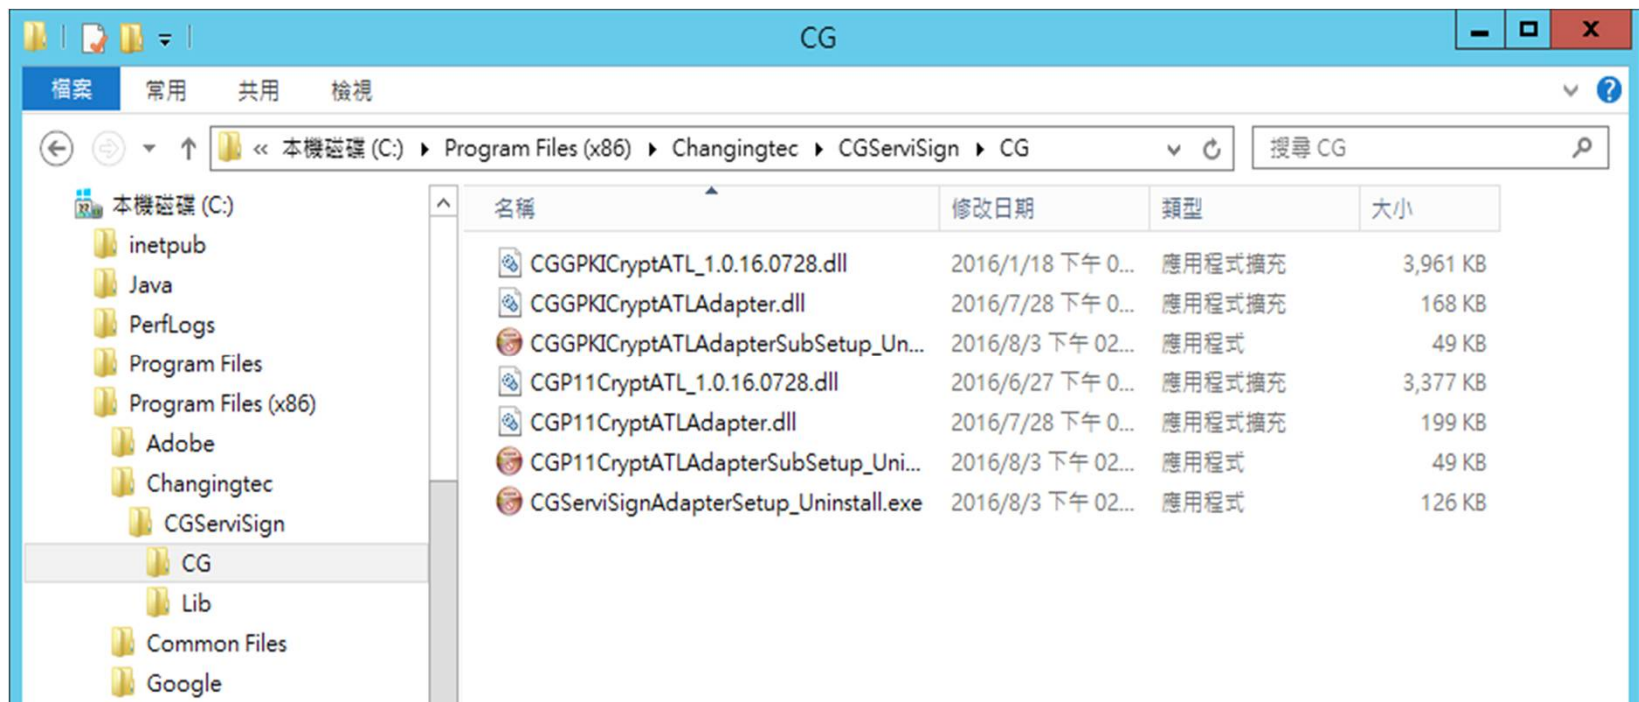 CG
檔案 常用 共用 檢視
« 本機磁碟 (C:) Program Files (x86) Changingtec CGServiSign CG 搜尋 CG
本機磁碟 (C:)
inetpub
Java
PerfLogs
Program Files
Program Files (x86)
Adobe
Changingtec
CGServiSign
CG
Lib
Common Files
Google
名稱 修改日期 類型 大小
CGGPKICryptATL_1.0.16.0728.dll 2016/1/18 下午 0... 應用程式擴充 3,961 KB
CGGPKICryptATLAdapter.dll 2016/7/28 下午 0... 應用程式擴充 168 KB
CGGPKICryptATLAdapterSubSetup_Un... 2016/8/3 下午 02... 應用程式 49 KB
CGP11CryptATL_1.0.16.0728.dll 2016/6/27 下午 0... 應用程式擴充 3,377 KB
CGP11CryptATLAdapter.dll 2016/7/28 下午 0... 應用程式擴充 199 KB
CGP11CryptATLAdapterSubSetup_Uni... 2016/8/3 下午 02... 應用程式 49 KB
CGServiSignAdapterSetup_Uninstall.exe 2016/8/3 下午 02... 應用程式 126 KB